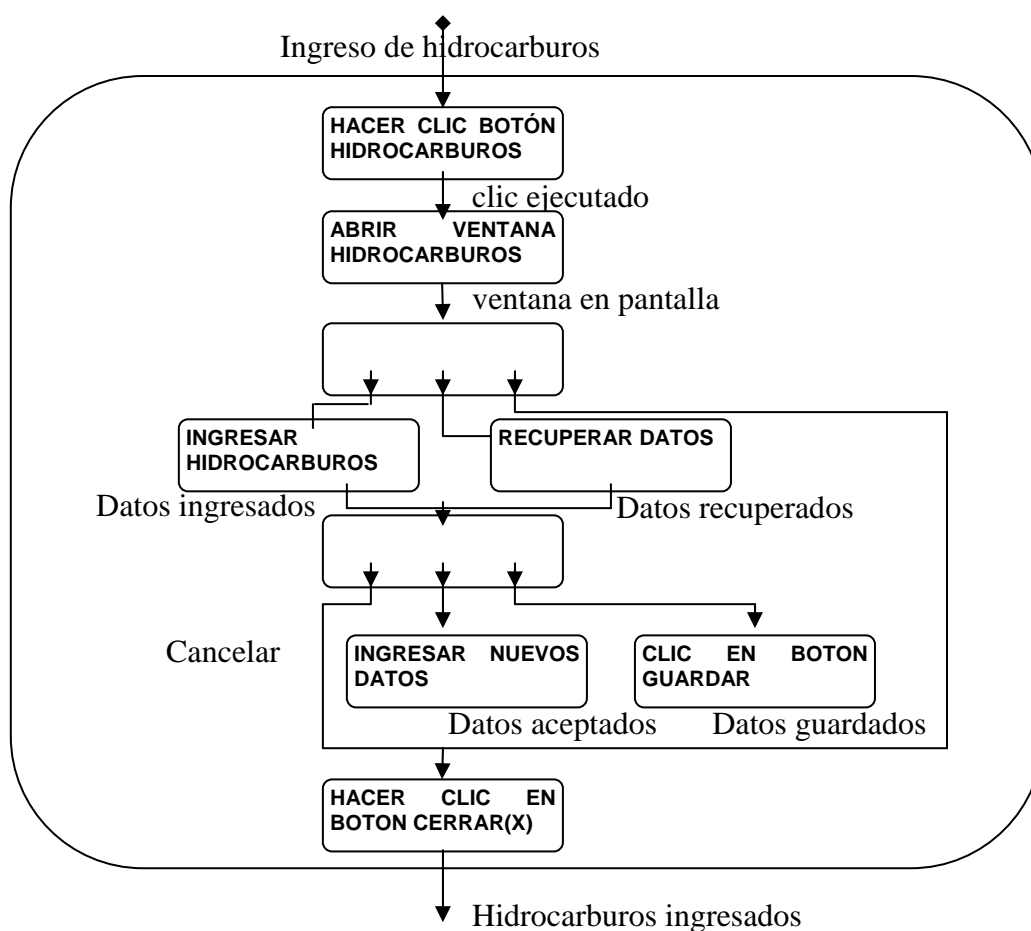 Ingreso de hidrocarburos
HACER CLIC BOTÓN
HIDROCARBUROS
clic ejecutado
ABRIR VENTANA
HIDROCARBUROS
ventana en pantalla
INGRESAR
HIDROCARBUROS
RECUPERAR DATOS
Datos ingresados
Datos recuperados
Cancelar
INGRESAR NUEVOS
DATOS
CLIC EN BOTON
GUARDAR
Datos aceptados
Datos guardados
HACER CLIC EN
BOTON CERRAR(X)
Hidrocarburos ingresados